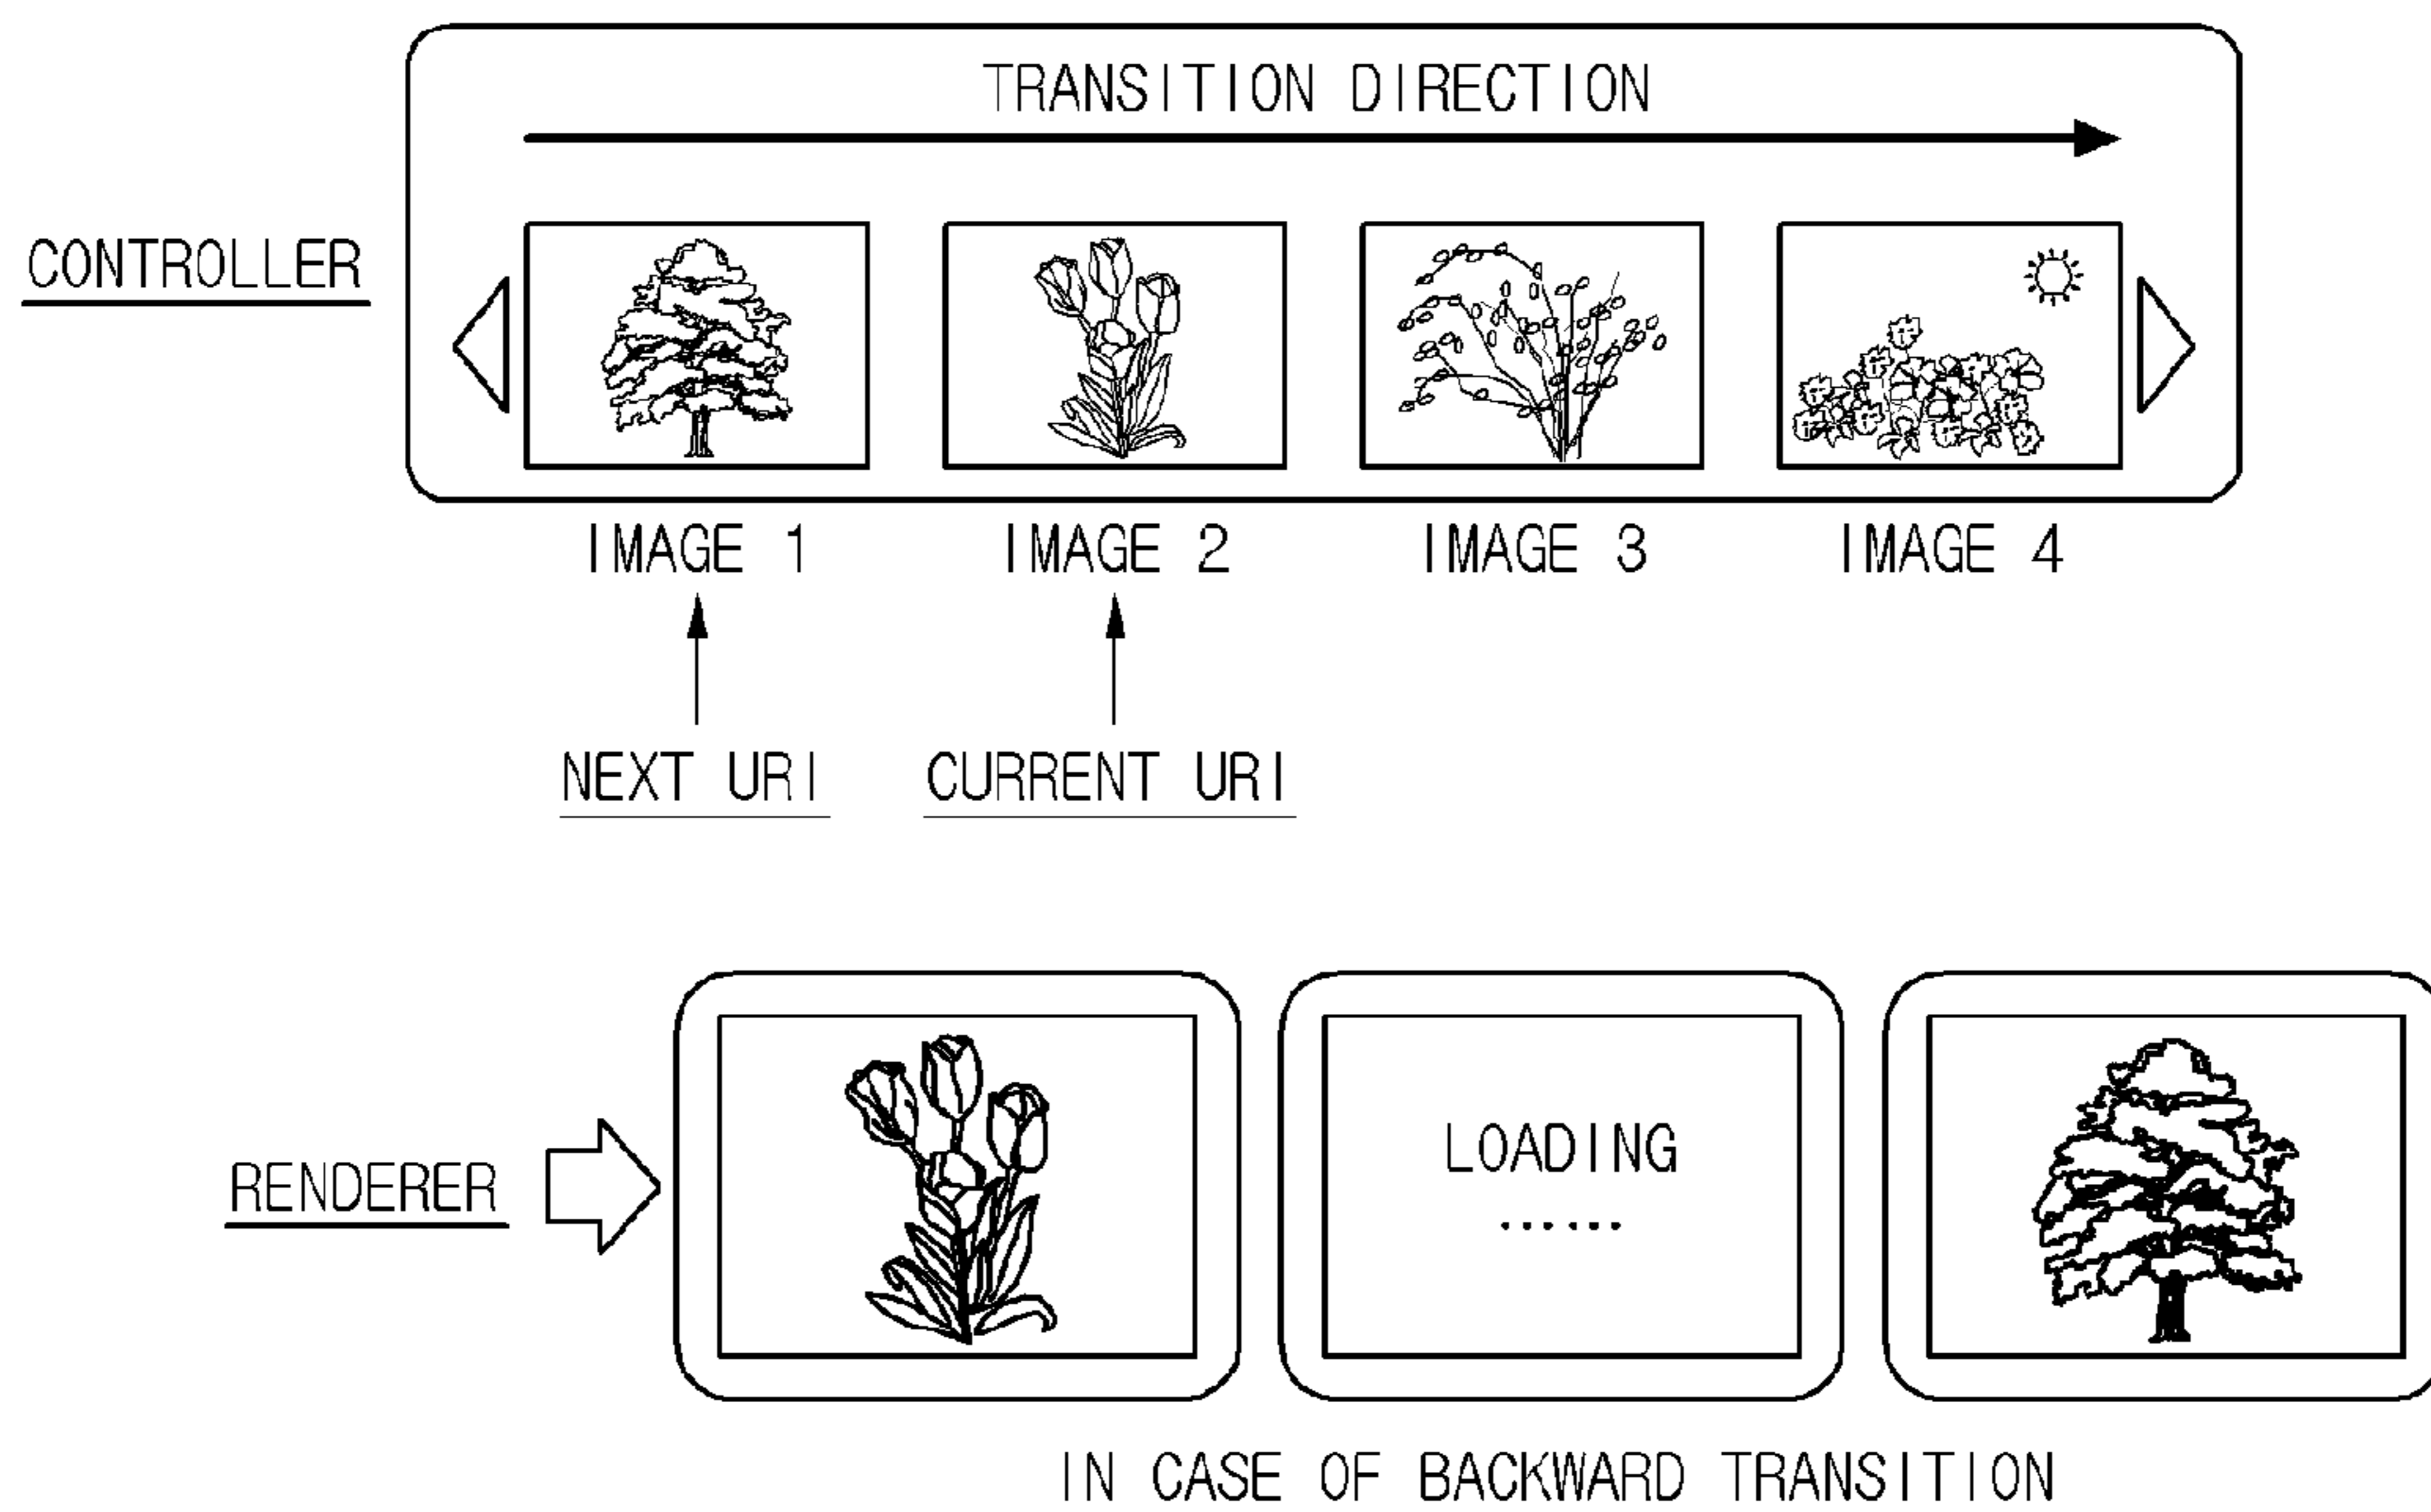 TRANSITION DIRECTION
CONTROLLER
IMAGE 1 IMAGE 2 IMAGE 3 IMAGE 4
NEXT URI CURRENT URI
LOADING
......
RENDERER
IN CASE OF BACKWARD TRANSITION